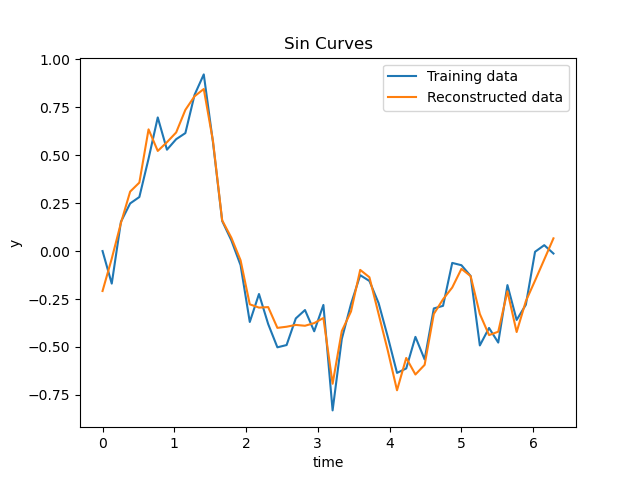 Sin Curves
Training data
Reconstructed data
y
1.00
0.75
0.50
0.25
0.00
−0.25
−0.50
−0.75
0 1 2 3 4 5 6
time